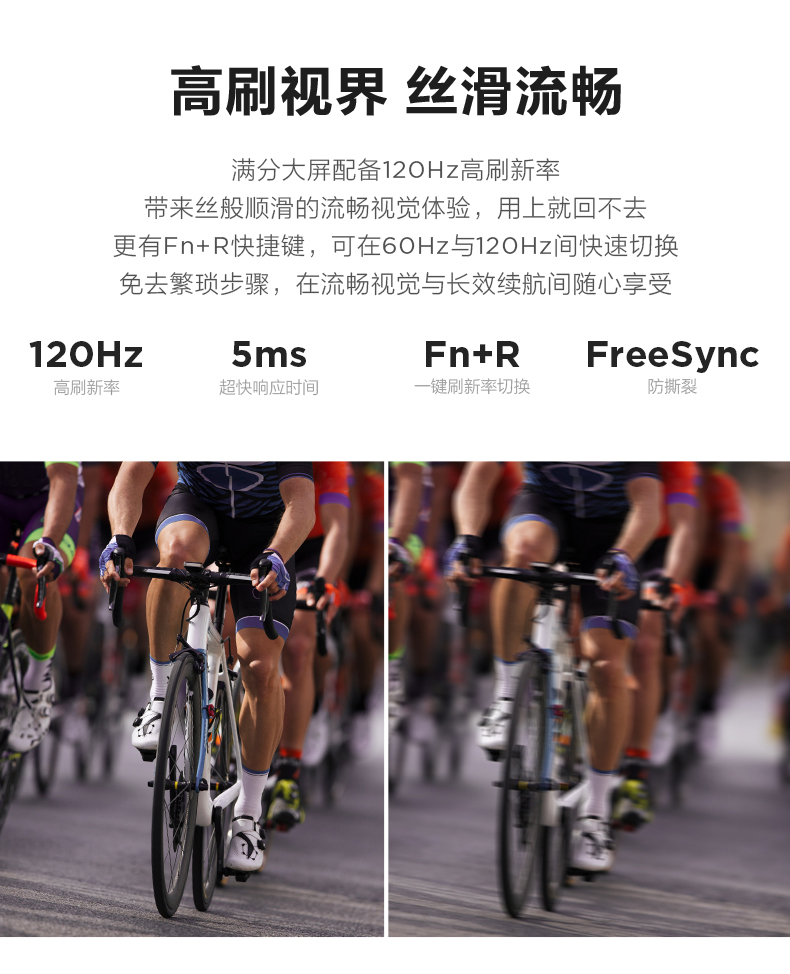 高刷视界 丝滑流畅
满分大屏配备120Hz高刷新率
带来丝般顺滑的流畅视觉体验，用上就回不去
更有Fn+R快捷键，可在60Hz与120Hz间快速切换
免去繁琐步骤，在流畅视觉与长效续航间随心享受
120Hz 5ms Fn+R FreeSync
高刷新率 超快响应时间 一键刷新率切换 防撕裂